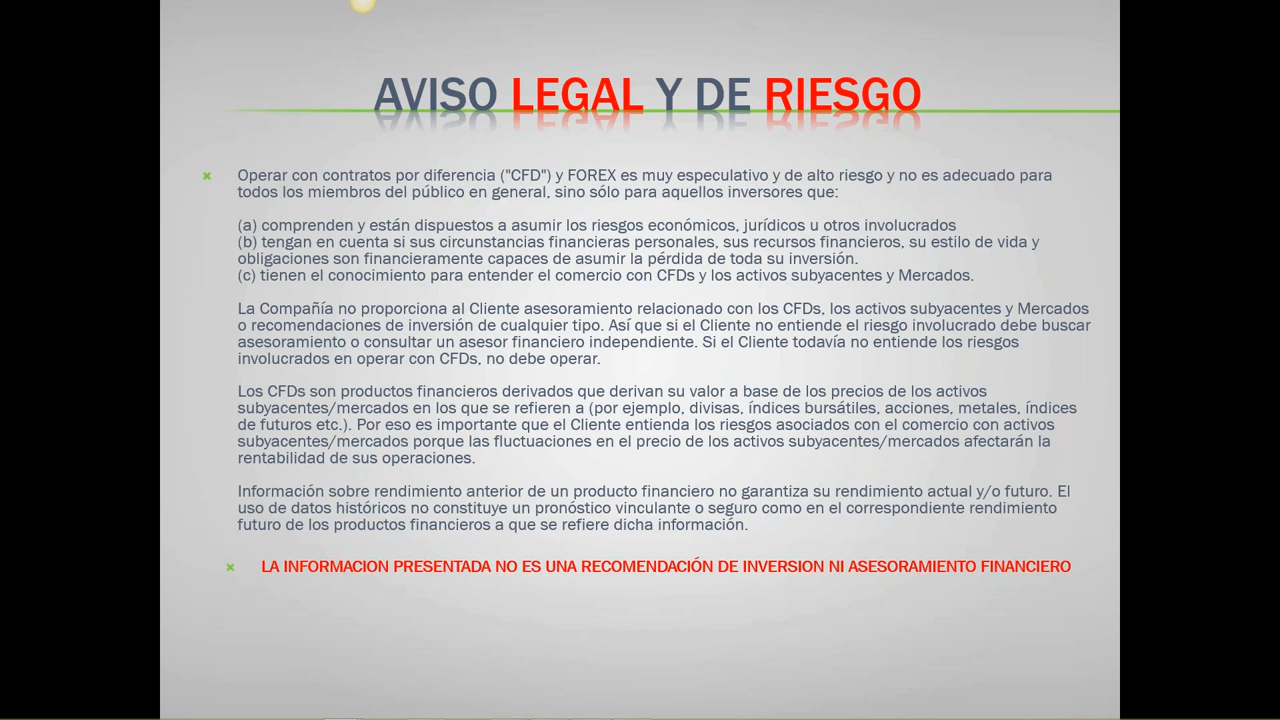 AVISO LEGAL Y DE RIESGO
Operar con contratos por diferencia ("CFD") y FOREX es muy especulativo y de alto riesgo y no es adecuado para
todos los miembros del público en general, sino sólo para aquellos inversores que:
(a) comprenden y están dispuestos a asumir los riesgos económicos, jurídicos u otros involucrados
(b) tengan en cuenta si sus circunstancias financieras personales, sus recursos financieros, su estilo de vida y
obligaciones son financieramente capaces de asumir la pérdida de toda su inversión.
(c) tienen el conocimiento para entender el comercio con CFDs y los activos subyacentes y Mercados.
La Compañía no proporciona al Cliente asesoramiento relacionado con los CFDs, los activos subyacentes y Mercados
o recomendaciones de inversión de cualquier tipo. Así que si el Cliente no entiende el riesgo involucrado debe buscar
asesoramiento o consultar un asesor financiero independiente. Si el Cliente todavía no entiende los riesgos
involucrados en operar con CFDs, no debe operar.
Los CFDs son productos financieros derivados que derivan su valor a base de los precios de los activos
subyacentes/mercados en los que se refieren a (por ejemplo, divisas, índices bursátiles, acciones, metales, índices
de futuros etc.). Por eso es importante que el Cliente entienda los riesgos asociados con el comercio con activos
subyacentes/mercados porque las fluctuaciones en el precio de los activos subyacentes/mercados afectarán la
rentabilidad de sus operaciones.
Información sobre rendimiento anterior de un producto financiero no garantiza su rendimiento actual y/o futuro. El
uso de datos históricos no constituye un pronóstico vinculante o seguro como en el correspondiente rendimiento
futuro de los productos financieros a que se refiere dicha información.
LA INFORMACION PRESENTADA NO ES UNA RECOMENDACIÓN DE INVERSION NI ASESORAMIENTO FINANCIERO